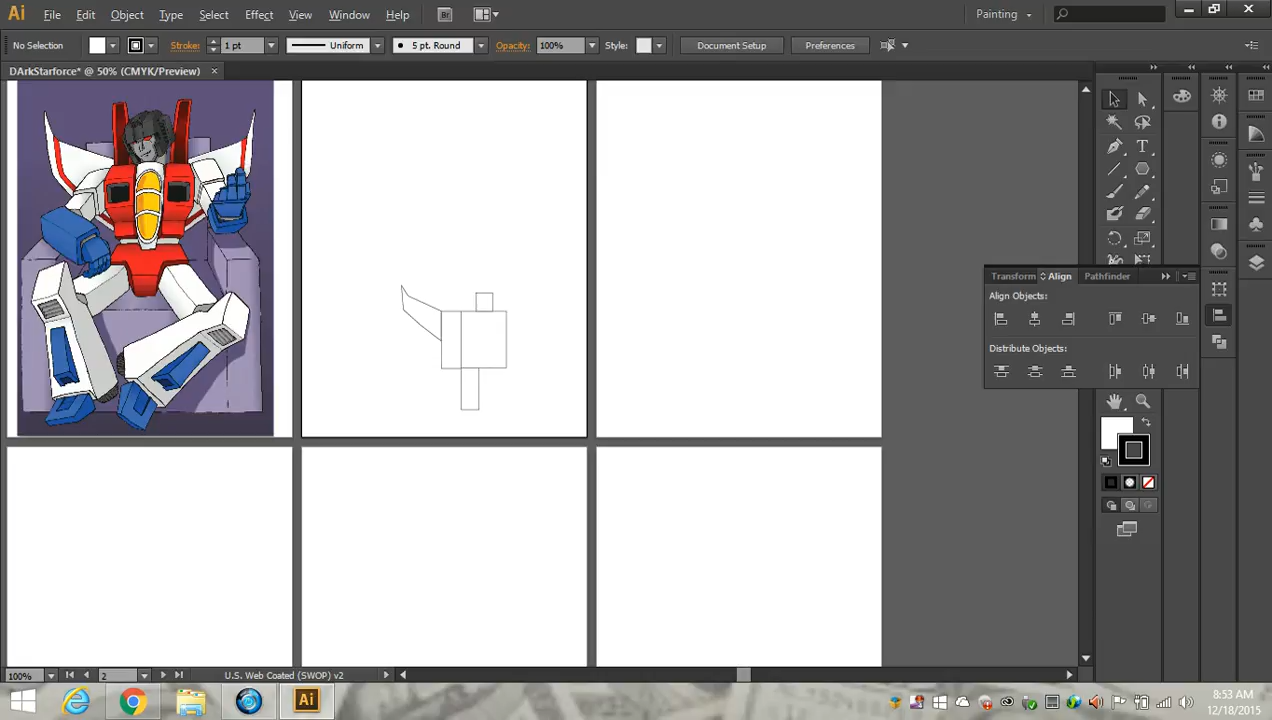 Ai File Edit Object Type Select Effect View Window Help Br Painting
No Selection Stroke: 1 pt Uniform 5 pt. Round Opacity: 100% Style: Document Setup Preferences
DArkStarforce* @ 50% (CMYK/Preview)
Transform Align Pathfinder
Align Objects:
Distribute Objects:
100% 2 U.S. Web Coated (SWOP) v2
Ai
8:53 AM
12/18/2015